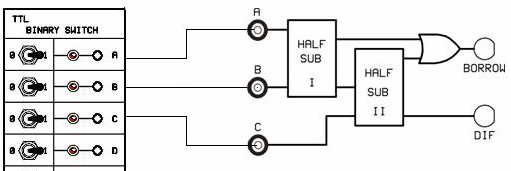 TTL
BINARY SWITCH
0 1 A
0 1 B
0 1 C
0 1 D
A
B
C
HALF
SUB
I
HALF
SUB
II
BORROW
DIF